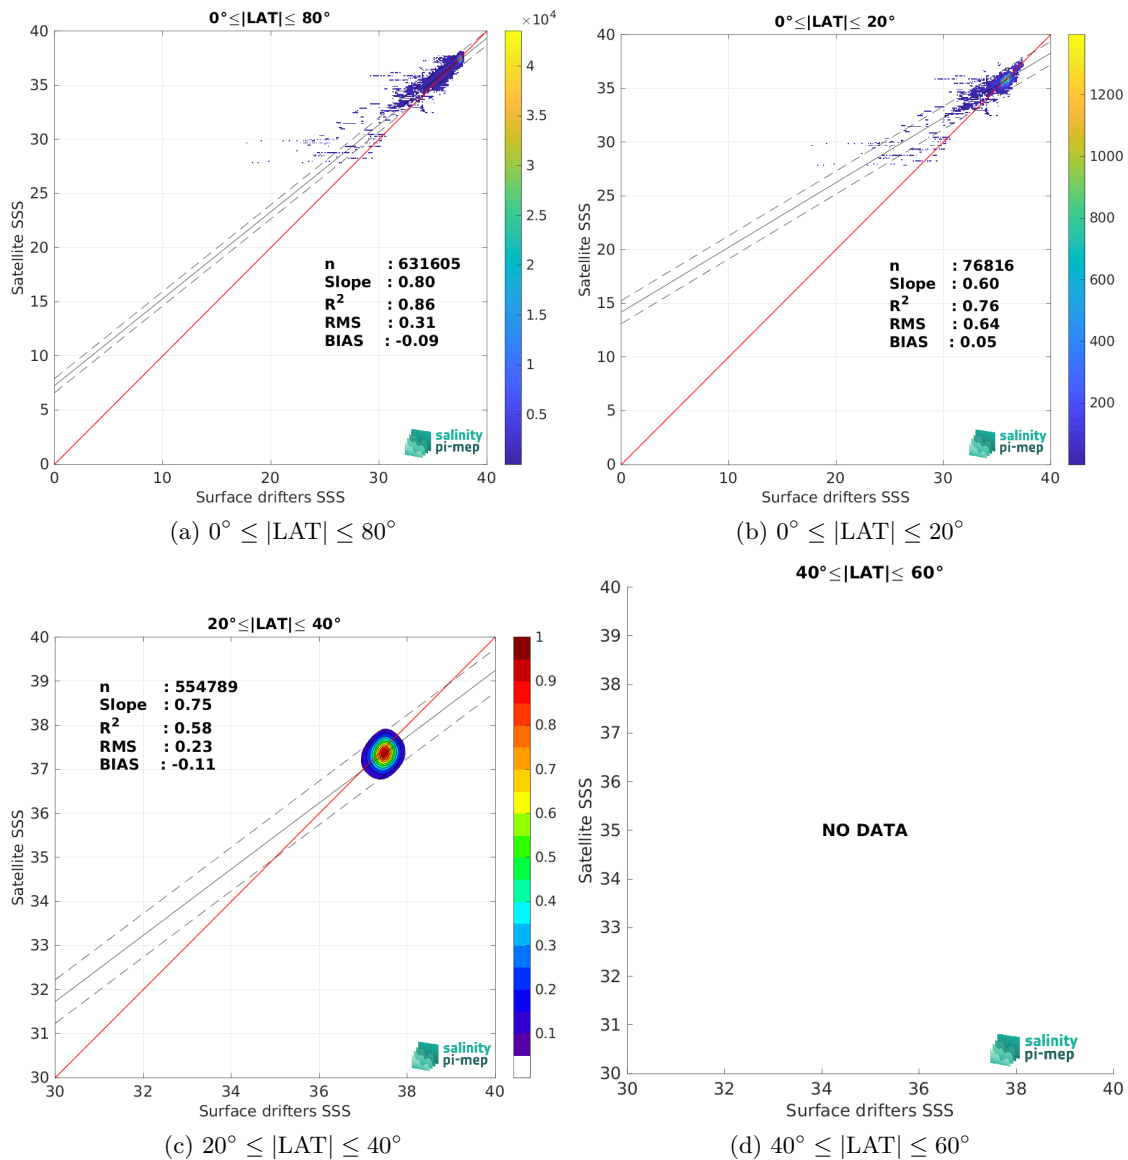 0°≤|LAT|≤ 80°
×10⁴
40
35
30
25
20
15
10
5
0
0
10
20
30
40
4
3.5
3
2.5
2
1.5
1
0.5
Satellite SSS
Surface drifters SSS
n : 631605
Slope : 0.80
R² : 0.86
RMS : 0.31
BIAS : -0.09
salinity
pi-mep
(a) 0° ≤ |LAT| ≤ 80°
0°≤|LAT|≤ 20°
40
35
30
25
20
15
10
5
0
0
10
20
30
40
1200
1000
800
600
400
200
Satellite SSS
Surface drifters SSS
n : 76816
Slope : 0.60
R² : 0.76
RMS : 0.64
BIAS : 0.05
salinity
pi-mep
(b) 0° ≤ |LAT| ≤ 20°
20°≤|LAT|≤ 40°
40
39
38
37
36
35
34
33
32
31
30
30
32
34
36
38
40
1
0.9
0.8
0.7
0.6
0.5
0.4
0.3
0.2
0.1
Satellite SSS
Surface drifters SSS
n : 554789
Slope : 0.75
R² : 0.58
RMS : 0.23
BIAS : -0.11
salinity
pi-mep
(c) 20° ≤ |LAT| ≤ 40°
40°≤|LAT|≤ 60°
40
39
38
37
36
35
34
33
32
31
30
30
32
34
36
38
40
Satellite SSS
Surface drifters SSS
NO DATA
salinity
pi-mep
(d) 40° ≤ |LAT| ≤ 60°